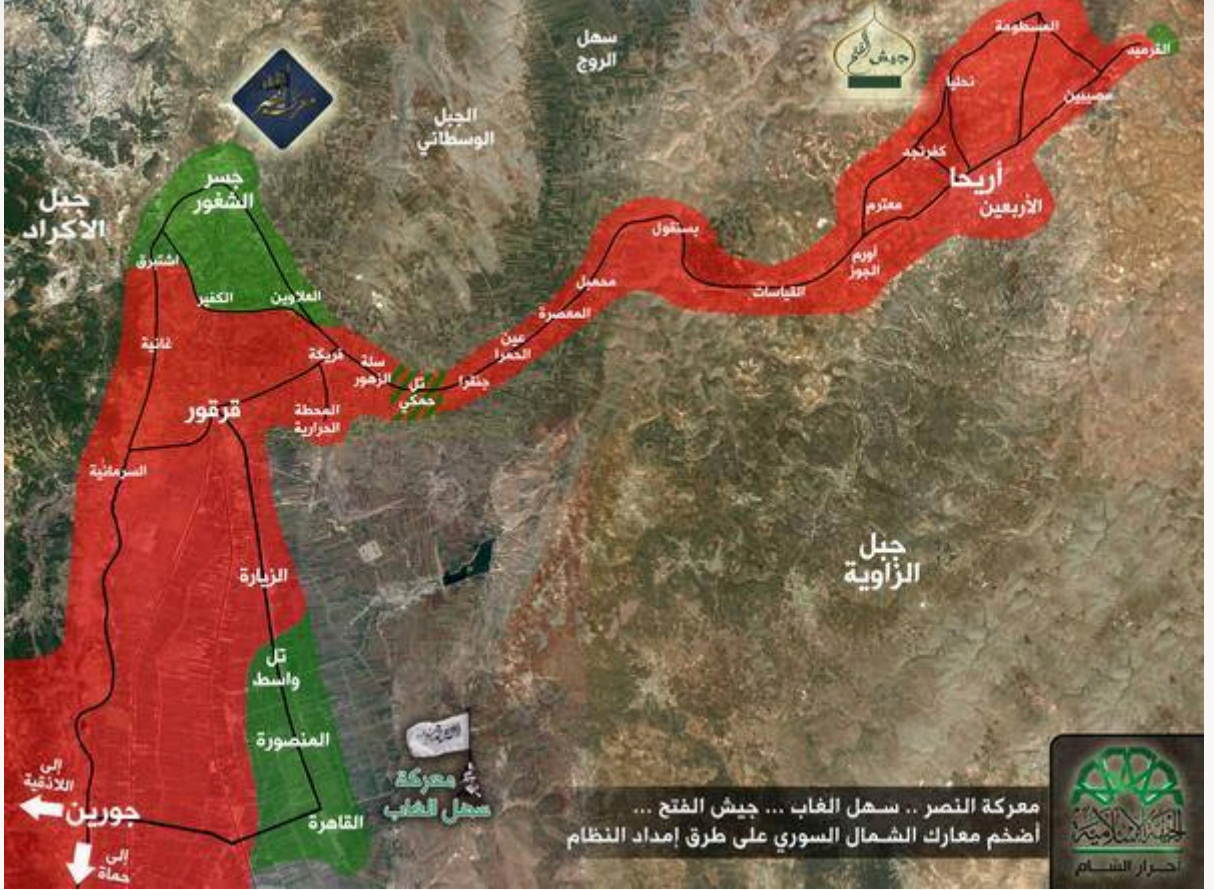 سهل
الروج
جيش الفتح
المسطومة
القرميد
نحليا
مصيبين
الجبل
الوسطاني
كفرنجد
أريحا
جسر
الشغور
جبل
الأكراد
معترم
الأربعين
بسنقول
اشتبرق
أورم
الجوز
محمبل
القياسات
الكفير
العلاوين
المعصرة
غانية
عين
الحمرا
فريكة
سلة
الزهور
جنقرا
تل
حمكي
قرقور
المحطة
الحرارية
السرمانية
جبل
الزاوية
الزيارة
تل
واسط
المنصورة
معركة
سهل الغاب
إلى
اللاذقية
جورين
القاهرة
إلى
حماة
معركة النصر .. سهل الغاب ... جيش الفتح ...
أضخم معارك الشمال السوري على طرق إمداد النظام
الجبهة الإسلامية
أحرار الشام